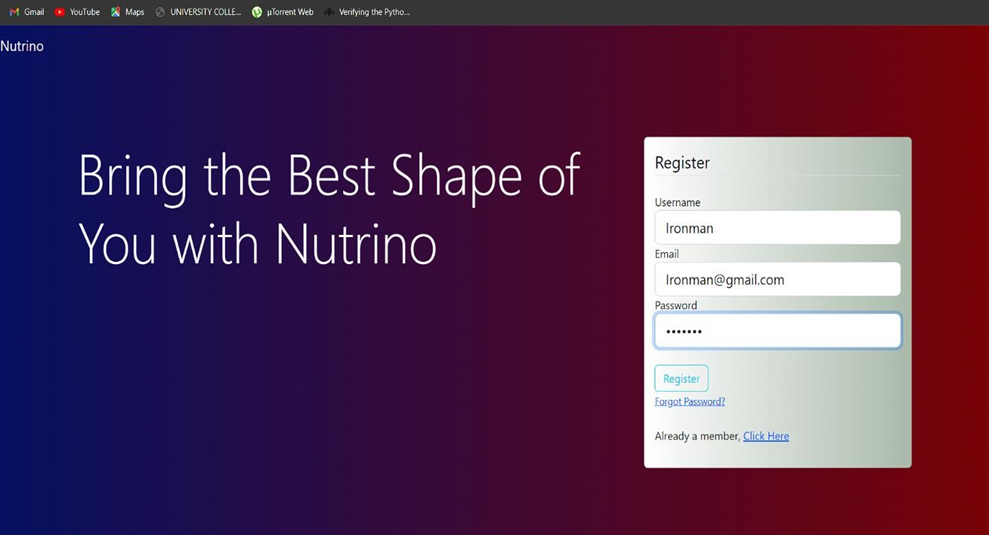 Gmail YouTube Maps UNIVERSITY COLLE... µTorrent Web Verifying the Pytho...
Nutrino
Bring the Best Shape of
You with Nutrino
Register
Username
Ironman
Email
Ironman@gmail.com
Password
•••••••
Register
Forgot Password?
Already a member, Click Here